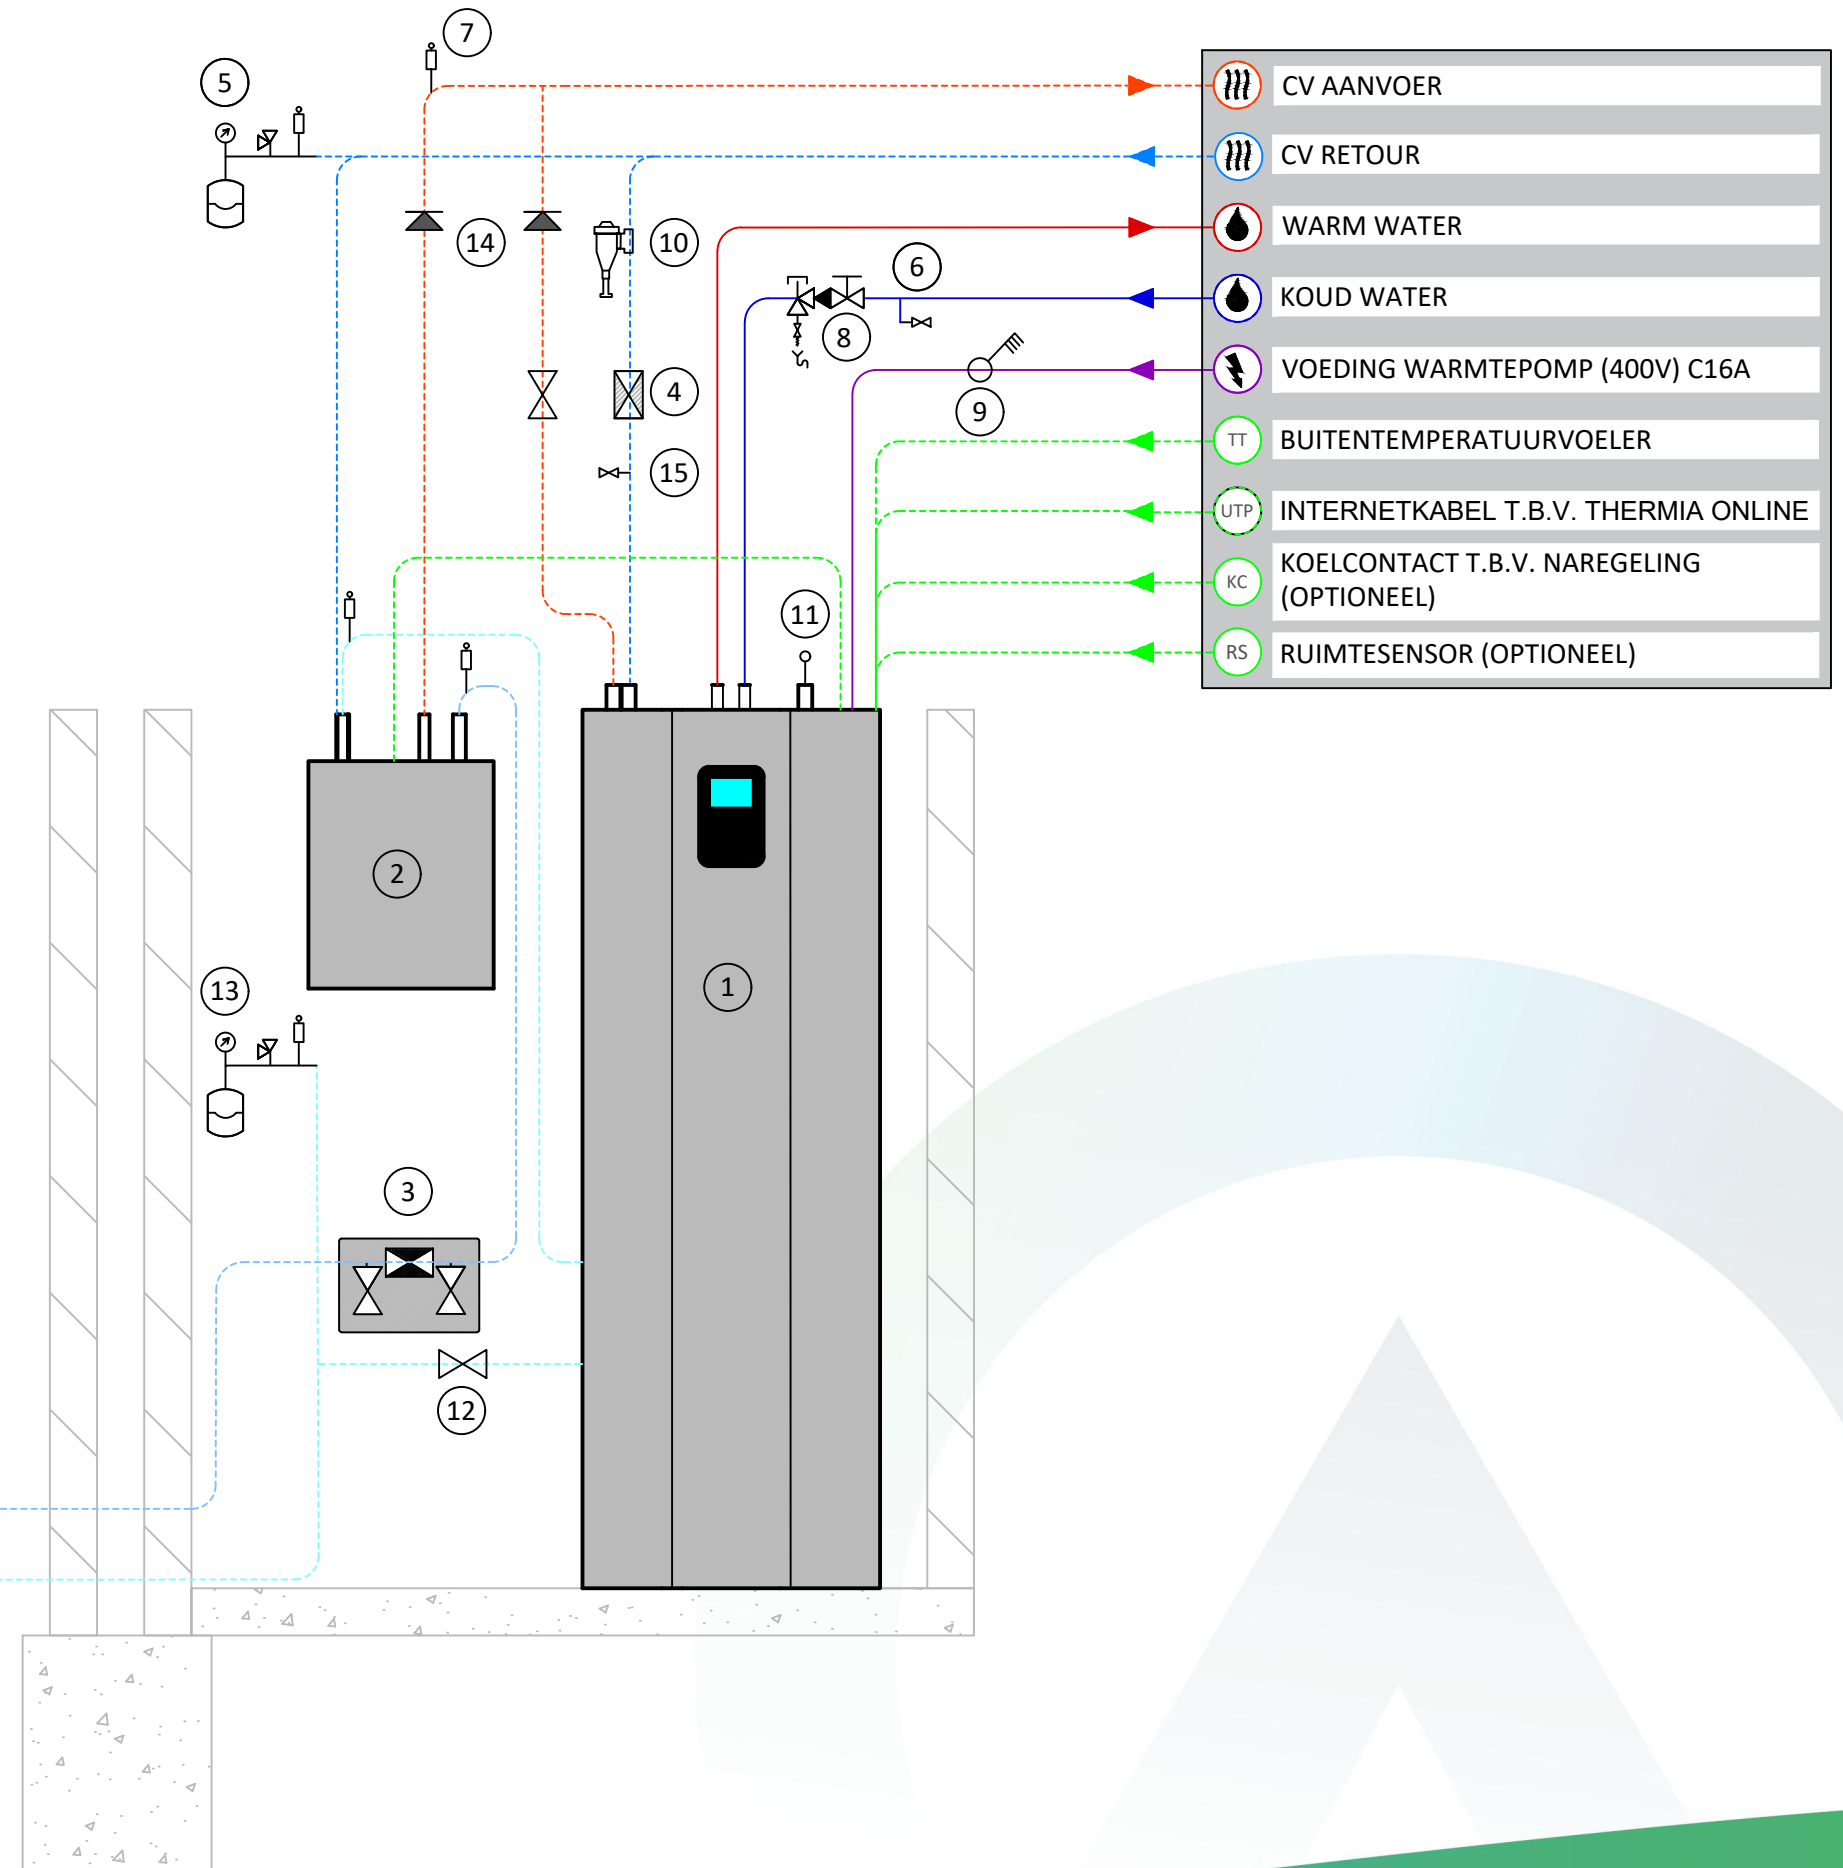 7
5
CV AANVOER
CV RETOUR
14
10
WARM WATER
6
KOUD WATER
8
VOEDING WARMTEPOMP (400V) C16A
4
9
TT BUITENTEMPERATUURVOELER
15
UTP INTERNETKABEL T.B.V. THERMIA ONLINE
KC KOELCONTACT T.B.V. NAREGELING
(OPTIONEEL)
11
RS RUIMTESENSOR (OPTIONEEL)
2
1
13
3
12